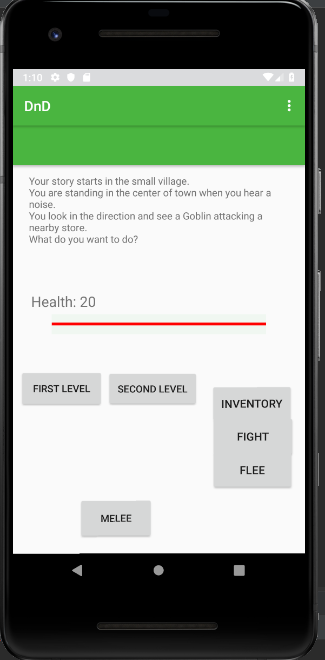 1:10
DnD
Your story starts in the small village.
You are standing in the center of town when you hear a
noise.
You look in the direction and see a Goblin attacking a
nearby store.
What do you want to do?
Health: 20
FIRST LEVEL
SECOND LEVEL
INVENTORY
FIGHT
FLEE
MELEE